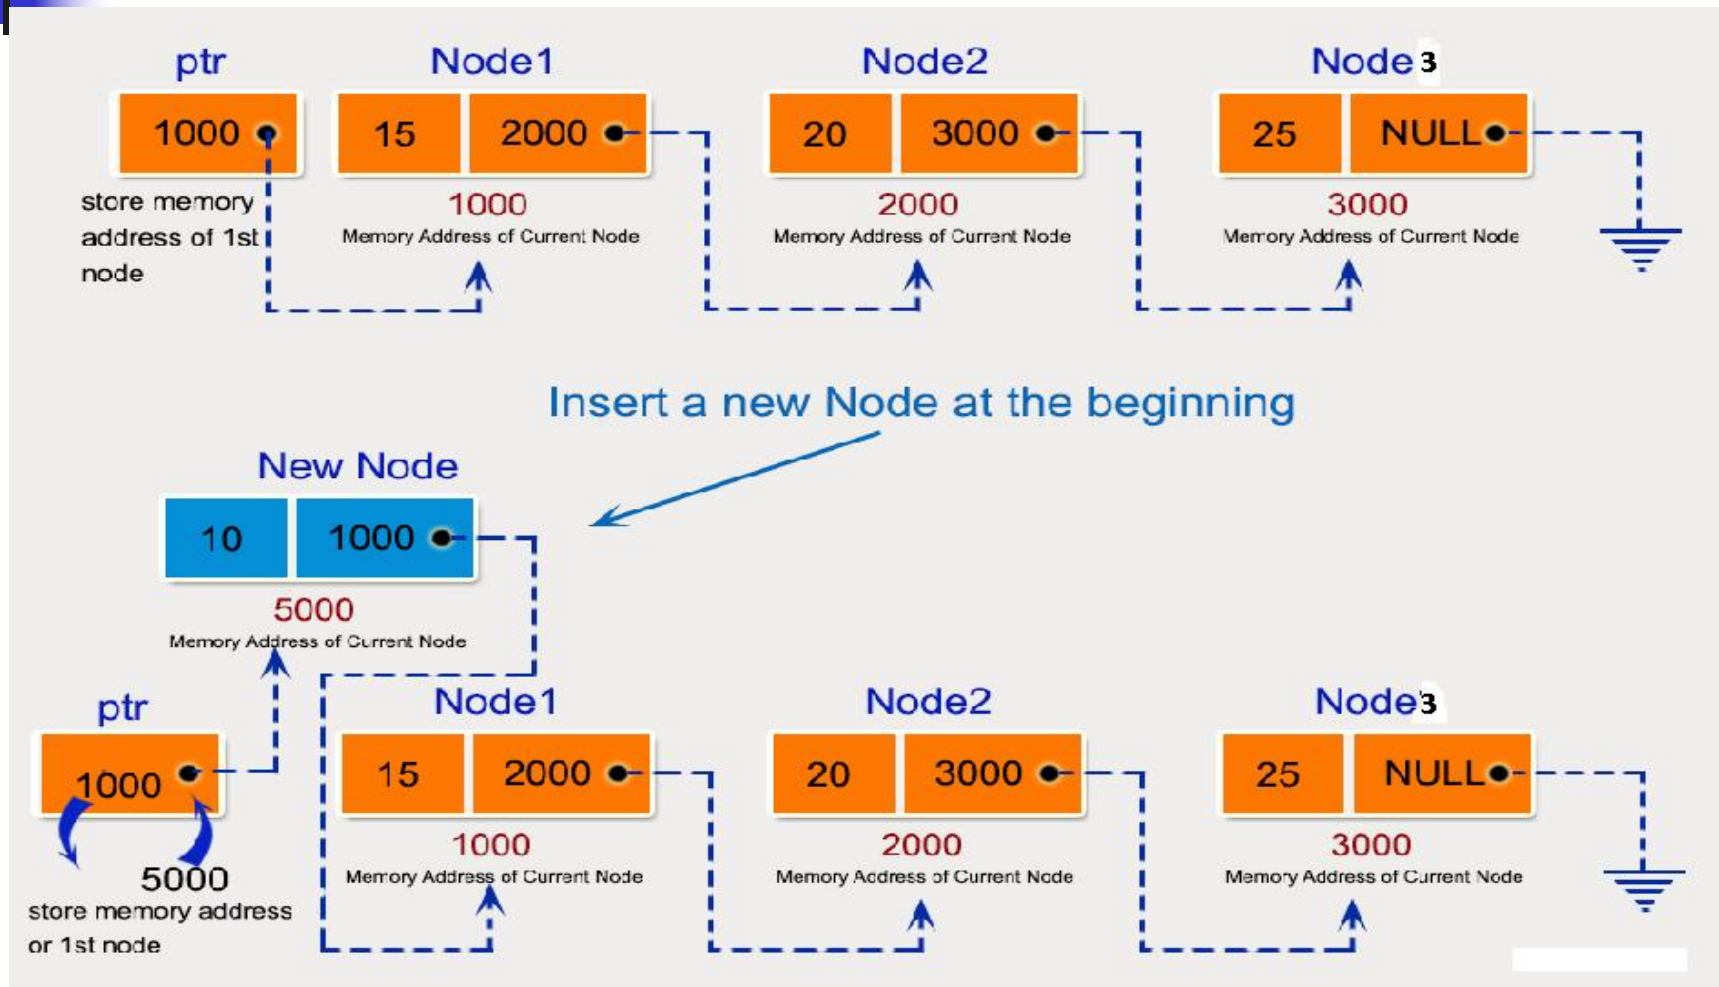 ptr Node1 Node2 Node3
1000 15 2000 20 3000 25 NULL
store memory
address of 1st
node
1000 2000 3000
Memory Address of Current Node Memory Address of Current Node Memory Address of Current Node
Insert a new Node at the beginning
New Node
10 1000
5000
Memory Address of Current Node
ptr Node1 Node2 Node3
1000 15 2000 20 3000 25 NULL
1000 2000 3000
5000
Memory Address of Current Node Memory Address of Current Node Memory Address of Current Node
store memory address
or 1st node